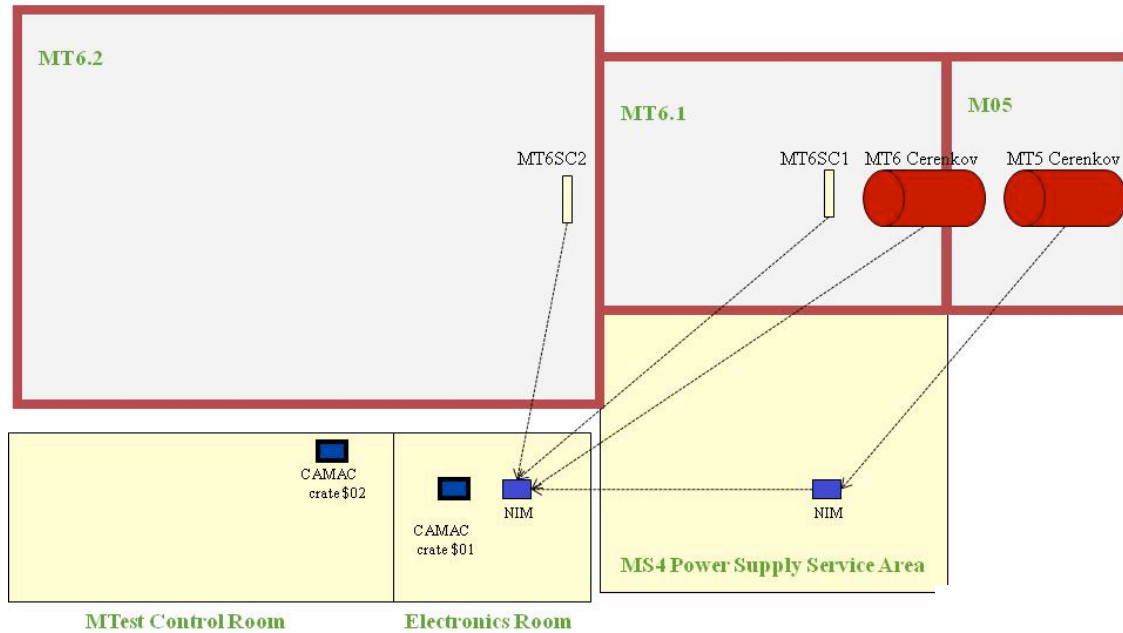 MT6.2
MT6.1
M05
MT6SC2
MT6SC1
MT6 Cerenkov
MT5 Cerenkov
CAMAC
crate $02
CAMAC
crate $01
NIM
NIM
MS4 Power Supply Service Area
MTest Control Room
Electronics Room